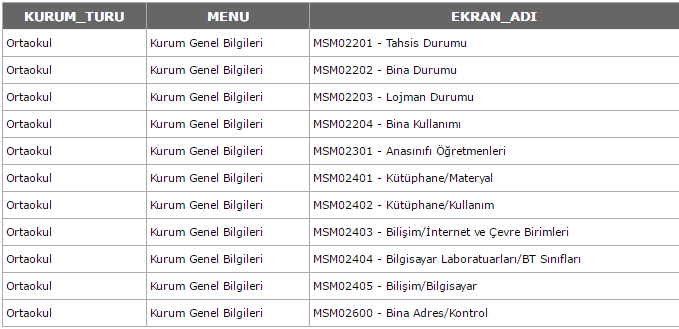 KURUM_TURU MENU EKRAN_ADI
Ortaokul Kurum Genel Bilgileri MSM02201 - Tahsis Durumu
Ortaokul Kurum Genel Bilgileri MSM02202 - Bina Durumu
Ortaokul Kurum Genel Bilgileri MSM02203 - Lojman Durumu
Ortaokul Kurum Genel Bilgileri MSM02204 - Bina Kullanımı
Ortaokul Kurum Genel Bilgileri MSM02301 - Anasınıfı Öğretmenleri
Ortaokul Kurum Genel Bilgileri MSM02401 - Kütüphane/Materyal
Ortaokul Kurum Genel Bilgileri MSM02402 - Kütüphane/Kullanım
Ortaokul Kurum Genel Bilgileri MSM02403 - Bilişim/İnternet ve Çevre Birimleri
Ortaokul Kurum Genel Bilgileri MSM02404 - Bilgisayar Laboratuarları/BT Sınıfları
Ortaokul Kurum Genel Bilgileri MSM02405 - Bilişim/Bilgisayar
Ortaokul Kurum Genel Bilgileri MSM02600 - Bina Adres/Kontrol